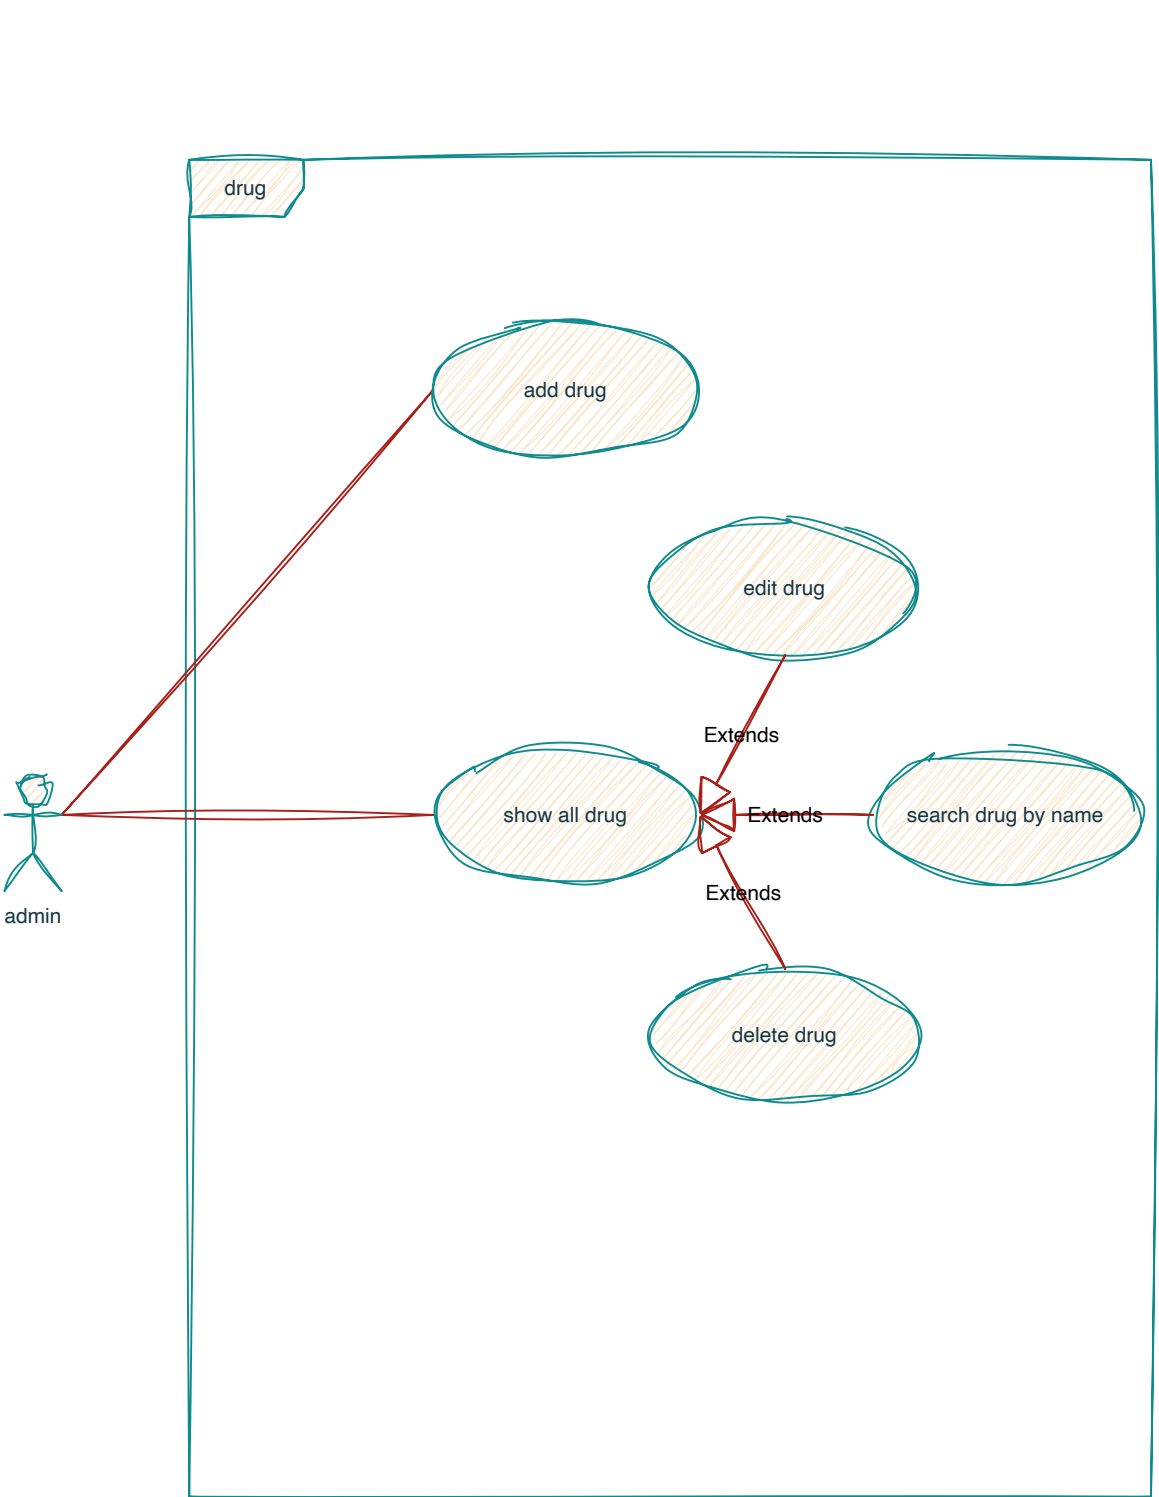 drug
add drug
edit drug
Extends
show all drug
Extends
search drug by name
Extends
admin
delete drug